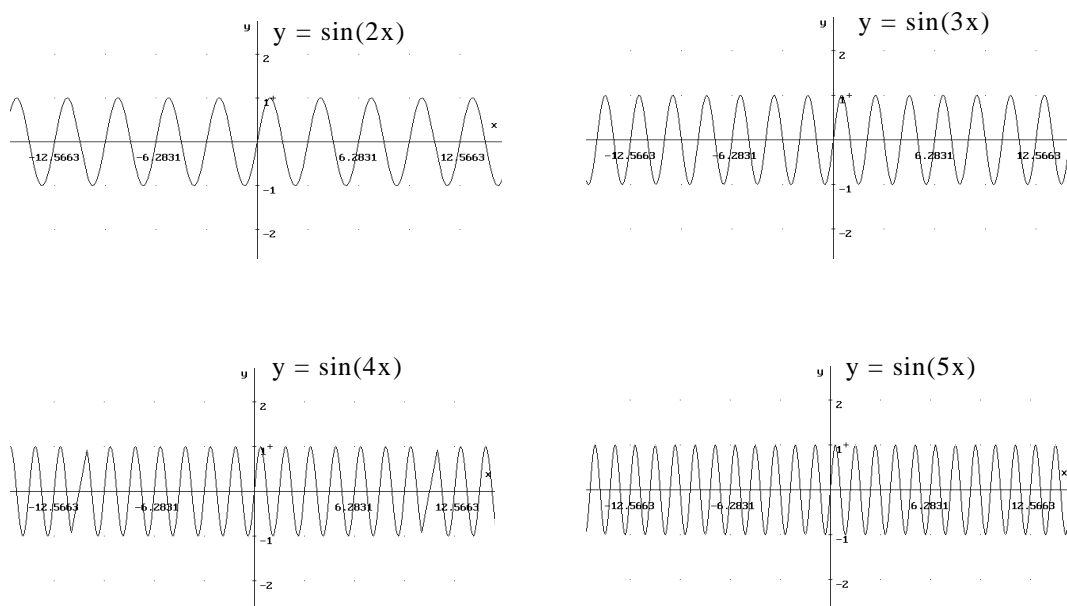 y y = sin(2x)
2
1
x
-12.5663 -6.2831 6.2831 12.5663
-1
-2
y y = sin(3x)
2
1
-12.5663 -6.2831 6.2831 12.5663
-1
-2
y y = sin(4x)
2
1
x
-12.5663 -6.2831 6.2831 12.5663
-1
-2
y y = sin(5x)
2
1
x
-12.5663 -6.2831 6.2831 12.5663
-1
-2